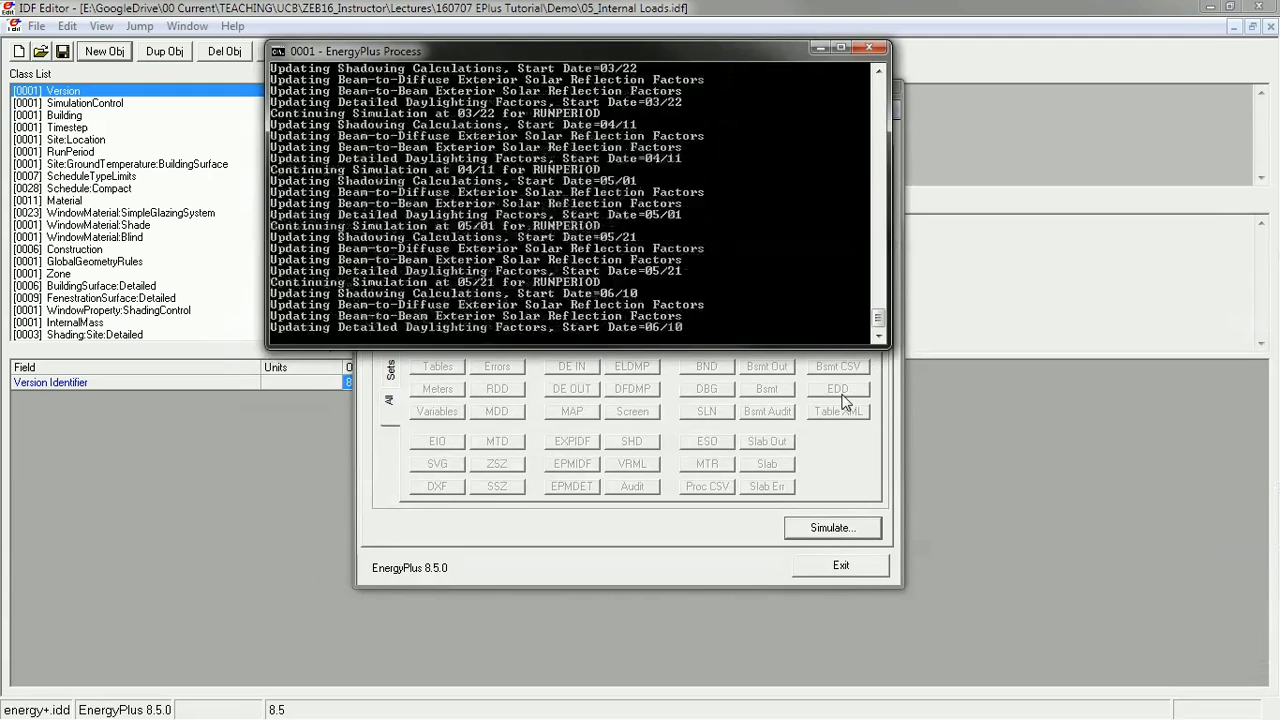 IDF Editor - [E:\GoogleDrive\00 Current\TEACHING\UCB\ZEB16_Instructor\Lectures\160707 EPlus Tutorial\Demo\05_Internal Loads.idf]
File Edit View Jump Window Help
New Obj Dup Obj Del Obj
0001 - EnergyPlus Process
Class List
[0001] Version
[0001] SimulationControl
[0001] Building
[0001] Timestep
[0001] Site:Location
[0001] RunPeriod
[0001] Site:GroundTemperature:BuildingSurface
[0007] ScheduleTypeLimits
[0028] Schedule:Compact
[0011] Material
[0023] WindowMaterial:SimpleGlazingSystem
[0001] WindowMaterial:Shade
[0001] WindowMaterial:Blind
[0006] Construction
[0001] GlobalGeometryRules
[0001] Zone
[0006] BuildingSurface:Detailed
[0009] FenestrationSurface:Detailed
[0001] WindowProperty:ShadingControl
[0001] InternalMass
[0003] Shading:Site:Detailed
Updating Shadowing Calculations, Start Date=03/22
Updating Beam-to-Diffuse Exterior Solar Reflection Factors
Updating Beam-to-Beam Exterior Solar Reflection Factors
Updating Detailed Daylighting Factors, Start Date=03/22
Continuing Simulation at 03/22 for RUNPERIOD
Updating Shadowing Calculations, Start Date=04/11
Updating Beam-to-Diffuse Exterior Solar Reflection Factors
Updating Beam-to-Beam Exterior Solar Reflection Factors
Updating Detailed Daylighting Factors, Start Date=04/11
Continuing Simulation at 04/11 for RUNPERIOD
Updating Shadowing Calculations, Start Date=05/01
Updating Beam-to-Diffuse Exterior Solar Reflection Factors
Updating Beam-to-Beam Exterior Solar Reflection Factors
Updating Detailed Daylighting Factors, Start Date=05/01
Continuing Simulation at 05/01 for RUNPERIOD
Updating Shadowing Calculations, Start Date=05/21
Updating Beam-to-Diffuse Exterior Solar Reflection Factors
Updating Beam-to-Beam Exterior Solar Reflection Factors
Updating Detailed Daylighting Factors, Start Date=05/21
Continuing Simulation at 05/21 for RUNPERIOD
Updating Shadowing Calculations, Start Date=06/10
Updating Beam-to-Diffuse Exterior Solar Reflection Factors
Updating Beam-to-Beam Exterior Solar Reflection Factors
Updating Detailed Daylighting Factors, Start Date=06/10
Field Units O
Version Identifier 8
Sets
All
Tables Errors DE IN ELDMP BND Bsmt Out Bsmt CSV
Meters RDD DE OUT DFDMP DBG Bsmt EDD
Variables MDD MAP Screen SLN Bsmt Audit Table XML
EIO MTD EXPIDF SHD ESO Slab Out
SVG ZSZ EPMIDF VRML MTR Slab
DXF SSZ EPMDET Audit Proc CSV Slab Err
Simulate...
EnergyPlus 8.5.0 Exit
energy+.idd EnergyPlus 8.5.0 8.5